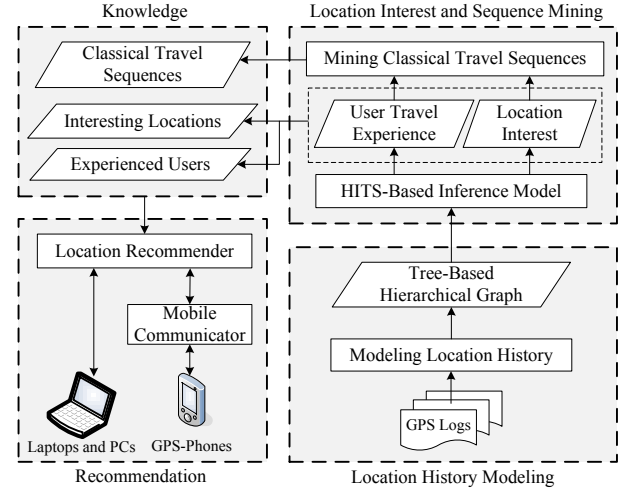 Knowledge
Classical Travel
Sequences
Interesting Locations
Experienced Users
Location Interest and Sequence Mining
Mining Classical Travel Sequences
User Travel
Experience
Location
Interest
HITS-Based Inference Model
Location Recommender
Mobile
Communicator
Laptops and PCs
GPS-Phones
Recommendation
Tree-Based
Hierarchical Graph
Modeling Location History
GPS Logs
Location History Modeling